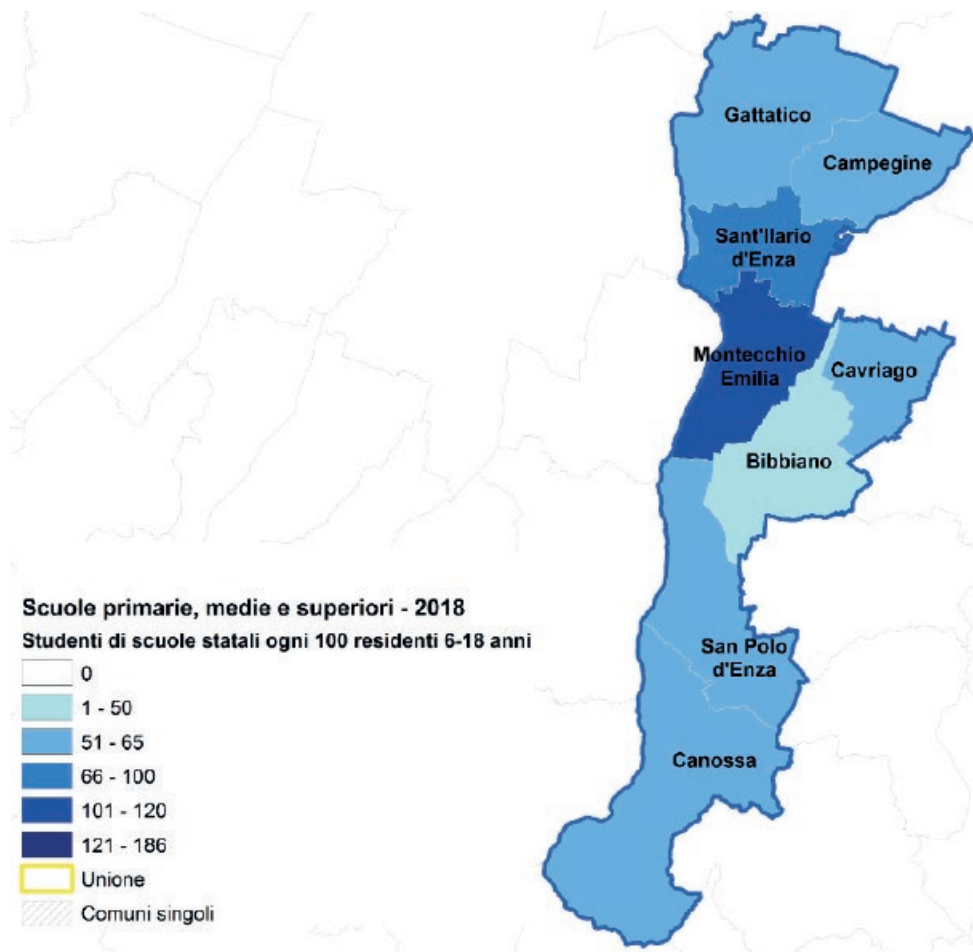 Gattatico
Campegine
Sant'Ilario
d'Enza
Montecchio
Emilia
Cavriago
Bibbiano
San Polo
d'Enza
Canossa
Scuole primarie, medie e superiori - 2018
Studenti di scuole statali ogni 100 residenti 6-18 anni
0
1 - 50
51 - 65
66 - 100
101 - 120
121 - 186
Unione
Comuni singoli